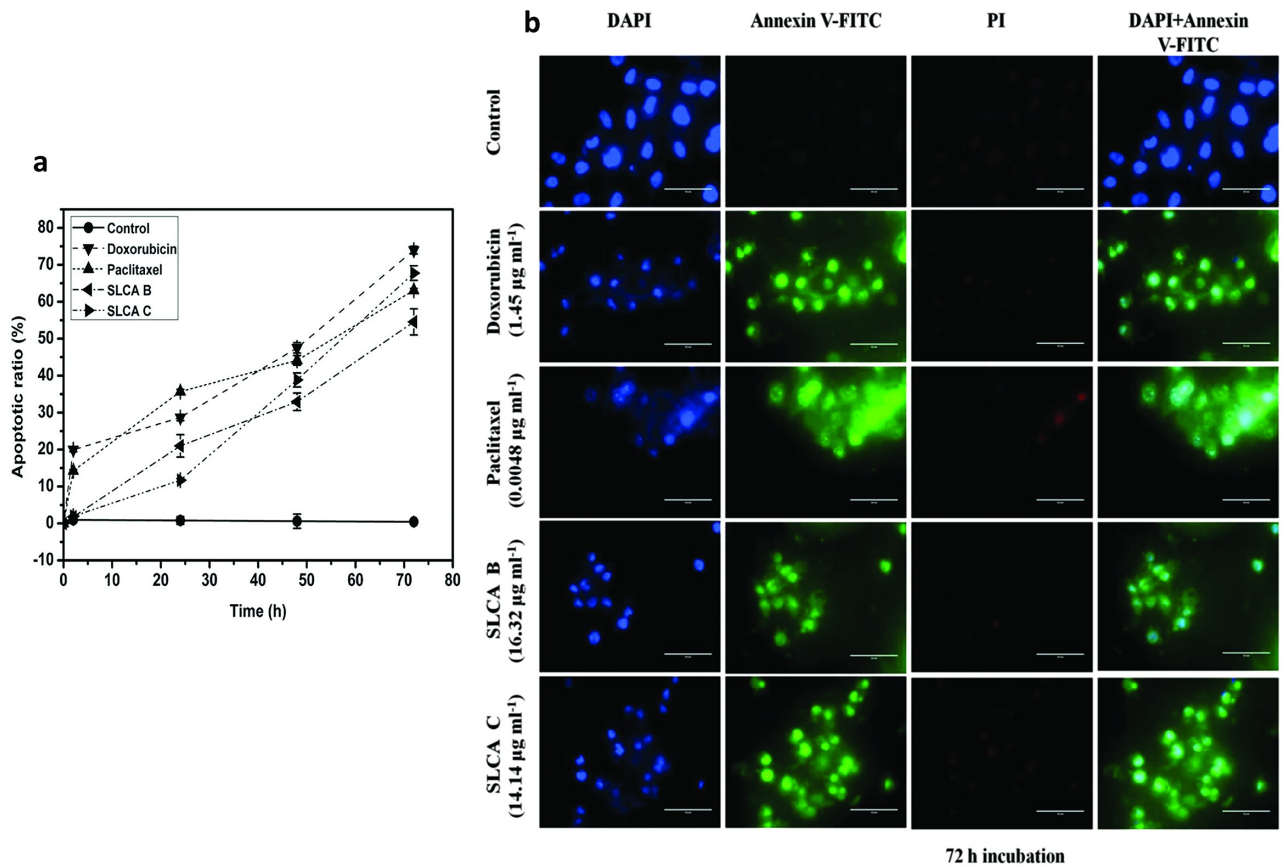 a
80
70
60
50
40
30
20
10
0
-10
Apoptotic ratio (%)
Control
Doxorubicin
Paclitaxel
SLCA B
SLCA C
0 10 20 30 40 50 60 70 80
Time (h)
b
DAPI Annexin V-FITC PI DAPI+Annexin
V-FITC
Control
Doxorubicin
(1.45 µg ml⁻¹)
Paclitaxel
(0.0048 µg ml⁻¹)
SLCA B
(16.32 µg ml⁻¹)
SLCA C
(14.14 µg ml⁻¹)
72 h incubation